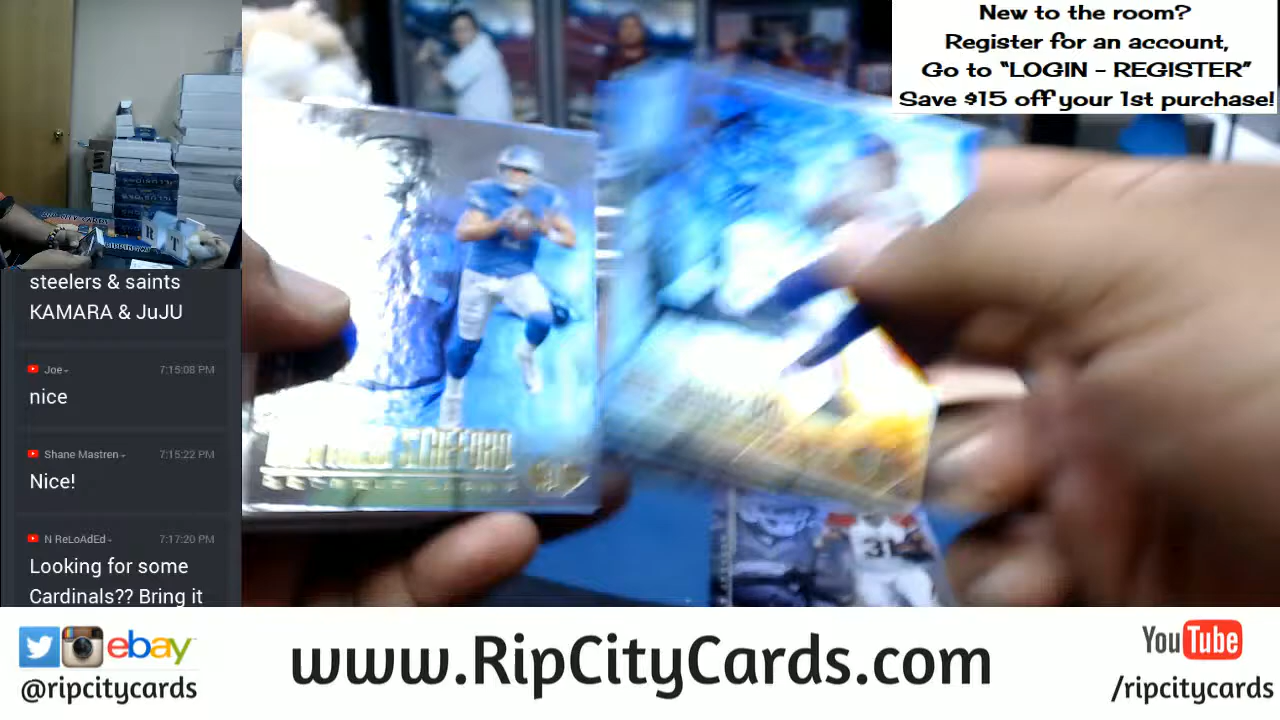 New to the room?
Register for an account,
Go to "LOGIN - REGISTER"
Save $15 off your 1st purchase!
steelers & saints
KAMARA & JuJU
Joe
7:15:08 PM
nice
Shane Mastren
7:15:22 PM
Nice!
N ReLoAdEd
7:17:20 PM
Looking for some
Cardinals?? Bring it
R T
31
ebay
@ripcitycards
www.RipCityCards.com
YouTube
/ripcitycards